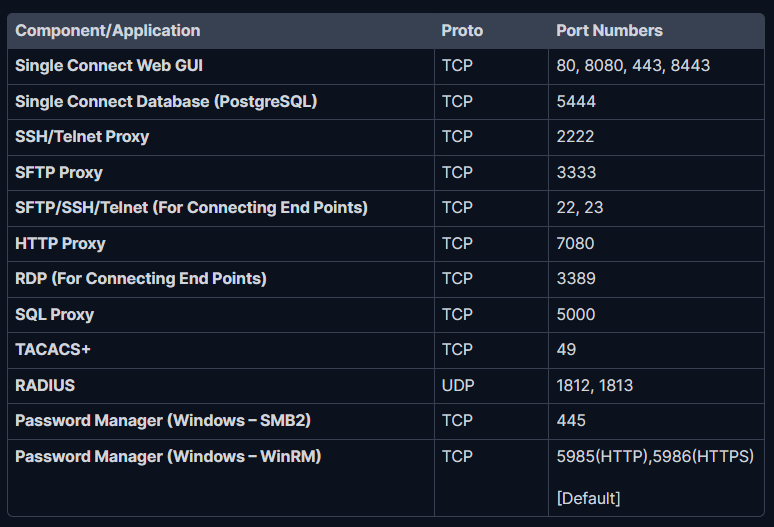 Component/Application Proto Port Numbers
Single Connect Web GUI TCP 80, 8080, 443, 8443
Single Connect Database (PostgreSQL) TCP 5444
SSH/Telnet Proxy TCP 2222
SFTP Proxy TCP 3333
SFTP/SSH/Telnet (For Connecting End Points) TCP 22, 23
HTTP Proxy TCP 7080
RDP (For Connecting End Points) TCP 3389
SQL Proxy TCP 5000
TACACS+ TCP 49
RADIUS UDP 1812, 1813
Password Manager (Windows – SMB2) TCP 445
Password Manager (Windows – WinRM) TCP 5985(HTTP),5986(HTTPS)
[Default]